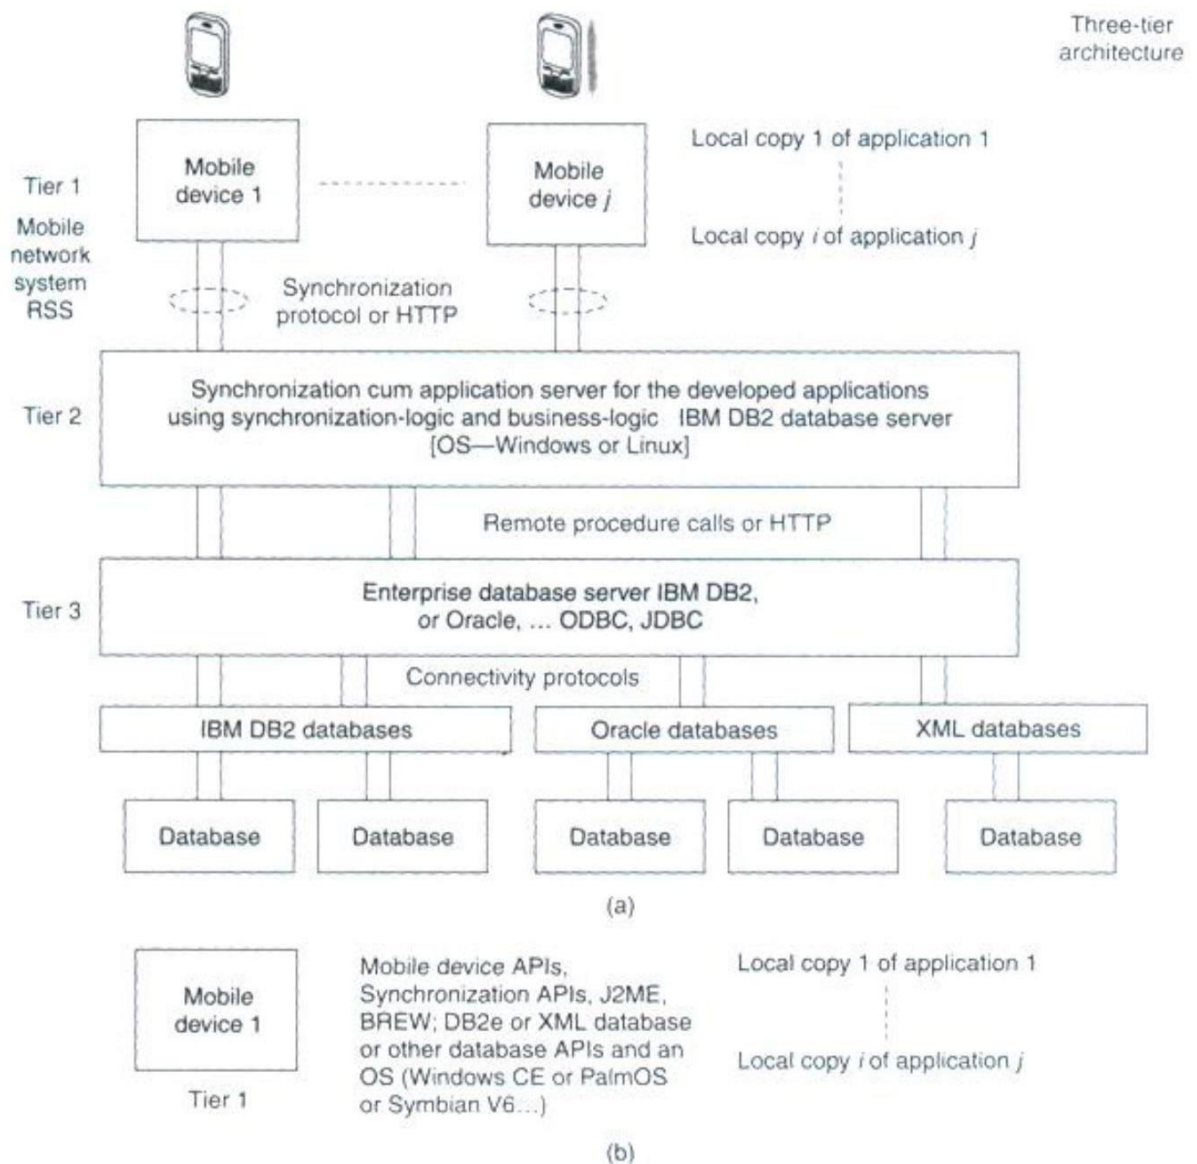 Three-tier
architecture
Mobile
device 1
Mobile
device j
Local copy 1 of application 1
Local copy i of application j
Tier 1
Mobile
network
system
RSS
Synchronization
protocol or HTTP
Tier 2
Synchronization cum application server for the developed applications
using synchronization-logic and business-logic IBM DB2 database server
[OS—Windows or Linux]
Remote procedure calls or HTTP
Tier 3
Enterprise database server IBM DB2,
or Oracle, ... ODBC, JDBC
Connectivity protocols
IBM DB2 databases
Oracle databases
XML databases
Database
Database
Database
Database
Database
(a)
Mobile
device 1
Tier 1
Mobile device APIs,
Synchronization APIs, J2ME,
BREW; DB2e or XML database
or other database APIs and an
OS (Windows CE or PalmOS
or Symbian V6...)
Local copy 1 of application 1
Local copy i of application j
(b)